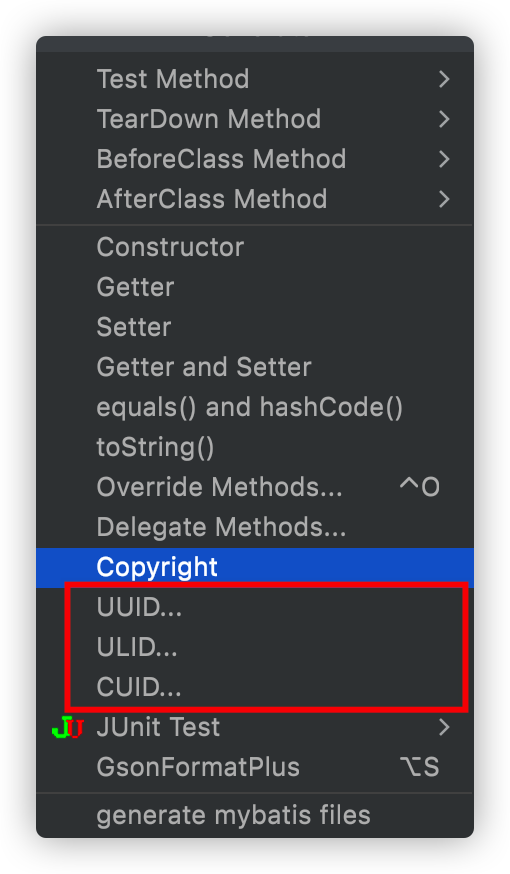 Test Method
TearDown Method
BeforeClass Method
AfterClass Method
Constructor
Getter
Setter
Getter and Setter
equals() and hashCode()
toString()
Override Methods... ^O
Delegate Methods...
Copyright
UUID...
ULID...
CUID...
JU JUnit Test
GsonFormatPlus ⌥S
generate mybatis files